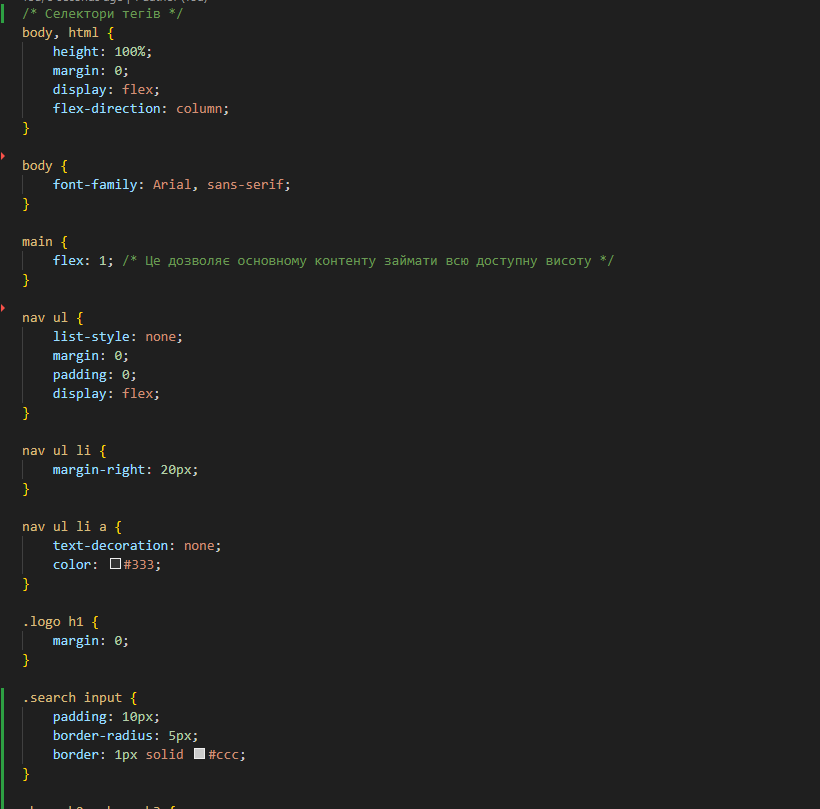 /* Селектори тегів */
body, html {
    height: 100%;
    margin: 0;
    display: flex;
    flex-direction: column;
}
body {
    font-family: Arial, sans-serif;
}
main {
    flex: 1; /* Це дозволяє основному контенту займати всю доступну висоту */
}
nav ul {
    list-style: none;
    margin: 0;
    padding: 0;
    display: flex;
}
nav ul li {
    margin-right: 20px;
}
nav ul li a {
    text-decoration: none;
    color: #333;
}
.logo h1 {
    margin: 0;
}
.search input {
    padding: 10px;
    border-radius: 5px;
    border: 1px solid #ccc;
}